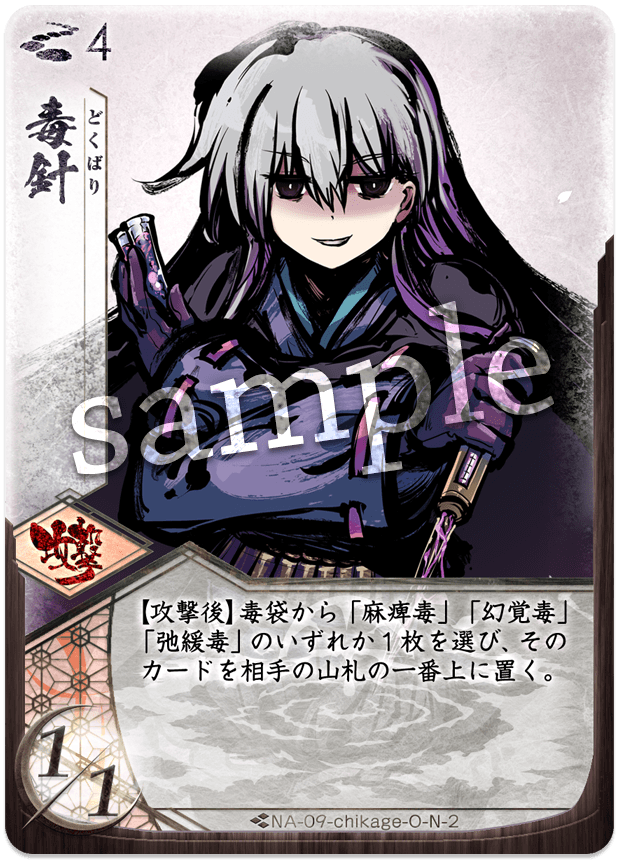 4
毒針
どくばり
sample
攻撃
【攻撃後】毒袋から「麻痺毒」「幻覚毒」
「弛緩毒」のいずれか1枚を選び、その
カードを相手の山札の一番上に置く。
1/1
NA-09-chikage-O-N-2